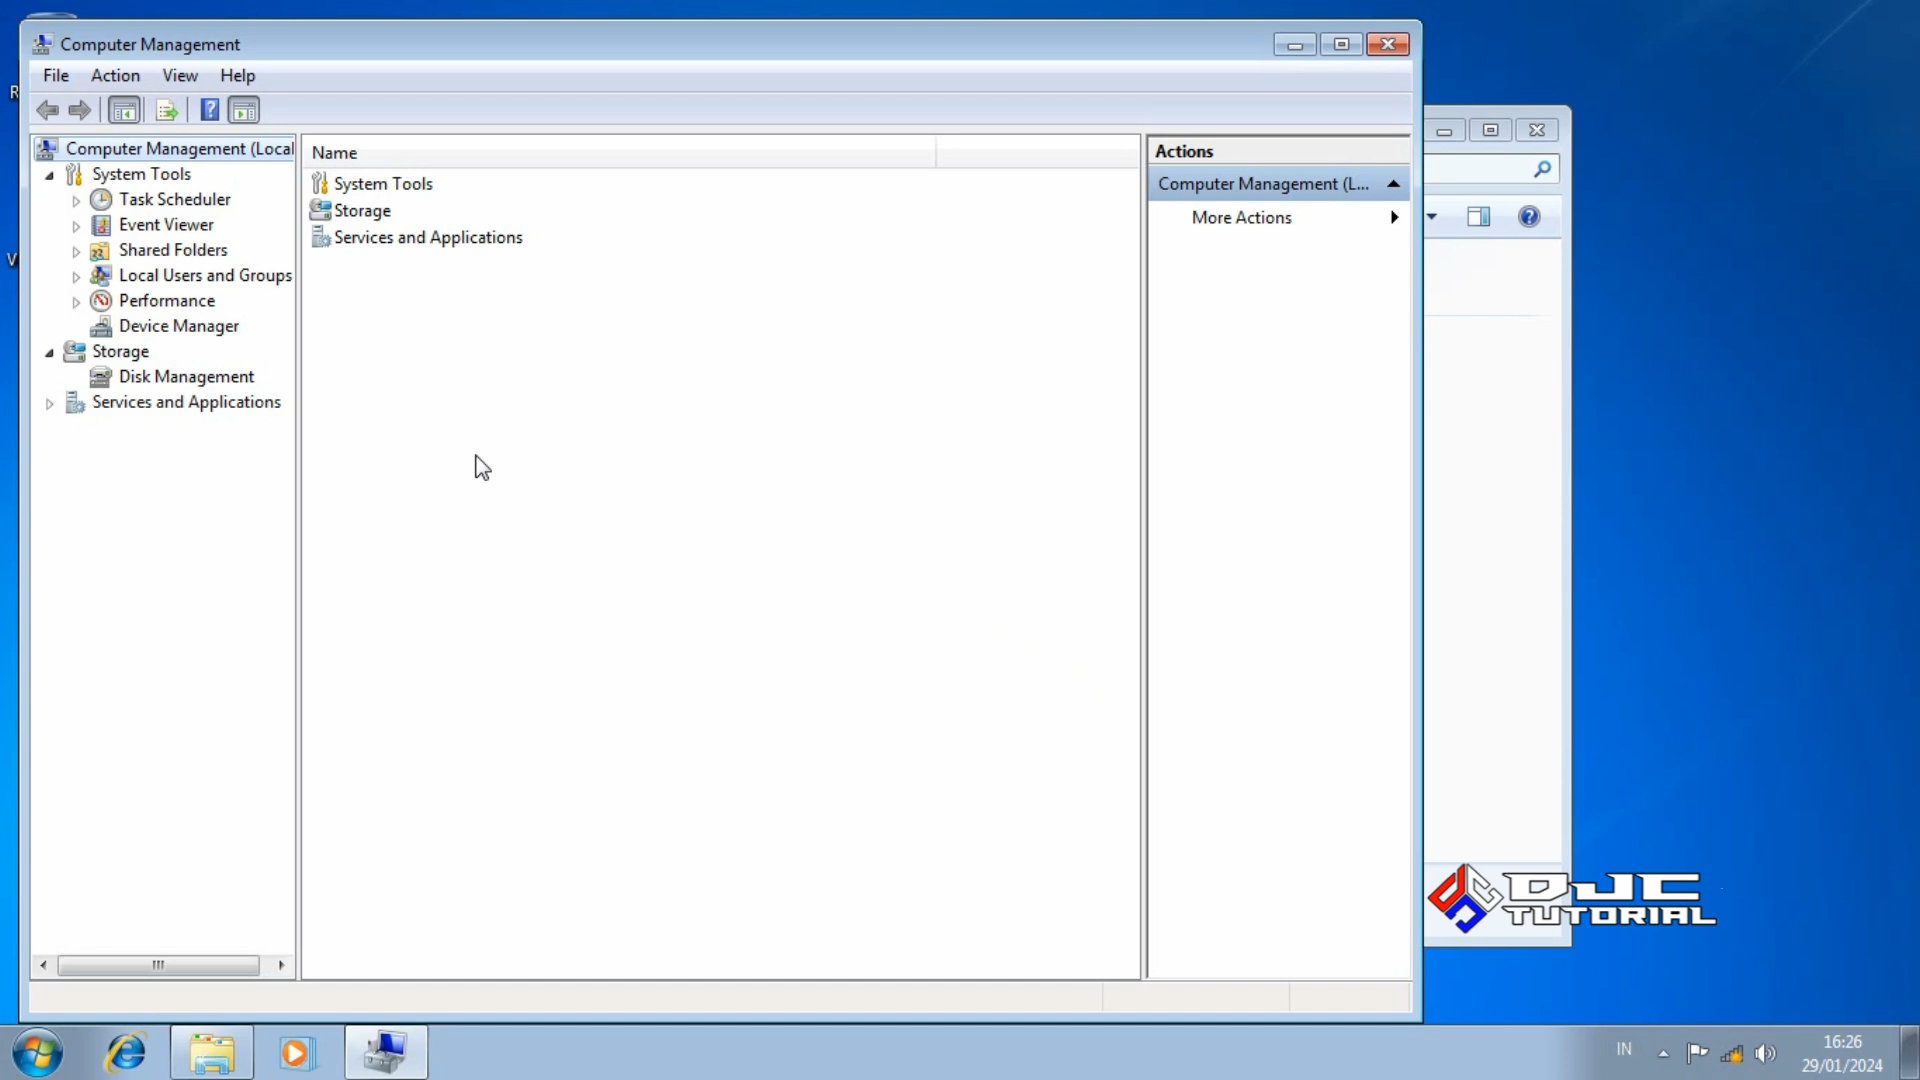 R
V
Computer Management
File Action View Help
Computer Management (Local
System Tools
Task Scheduler
Event Viewer
Shared Folders
Local Users and Groups
Performance
Device Manager
Storage
Disk Management
Services and Applications
Name
System Tools
Storage
Services and Applications
Actions
Computer Management (L...
More Actions
DJC
TUTORIAL
IN
16:26
29/01/2024